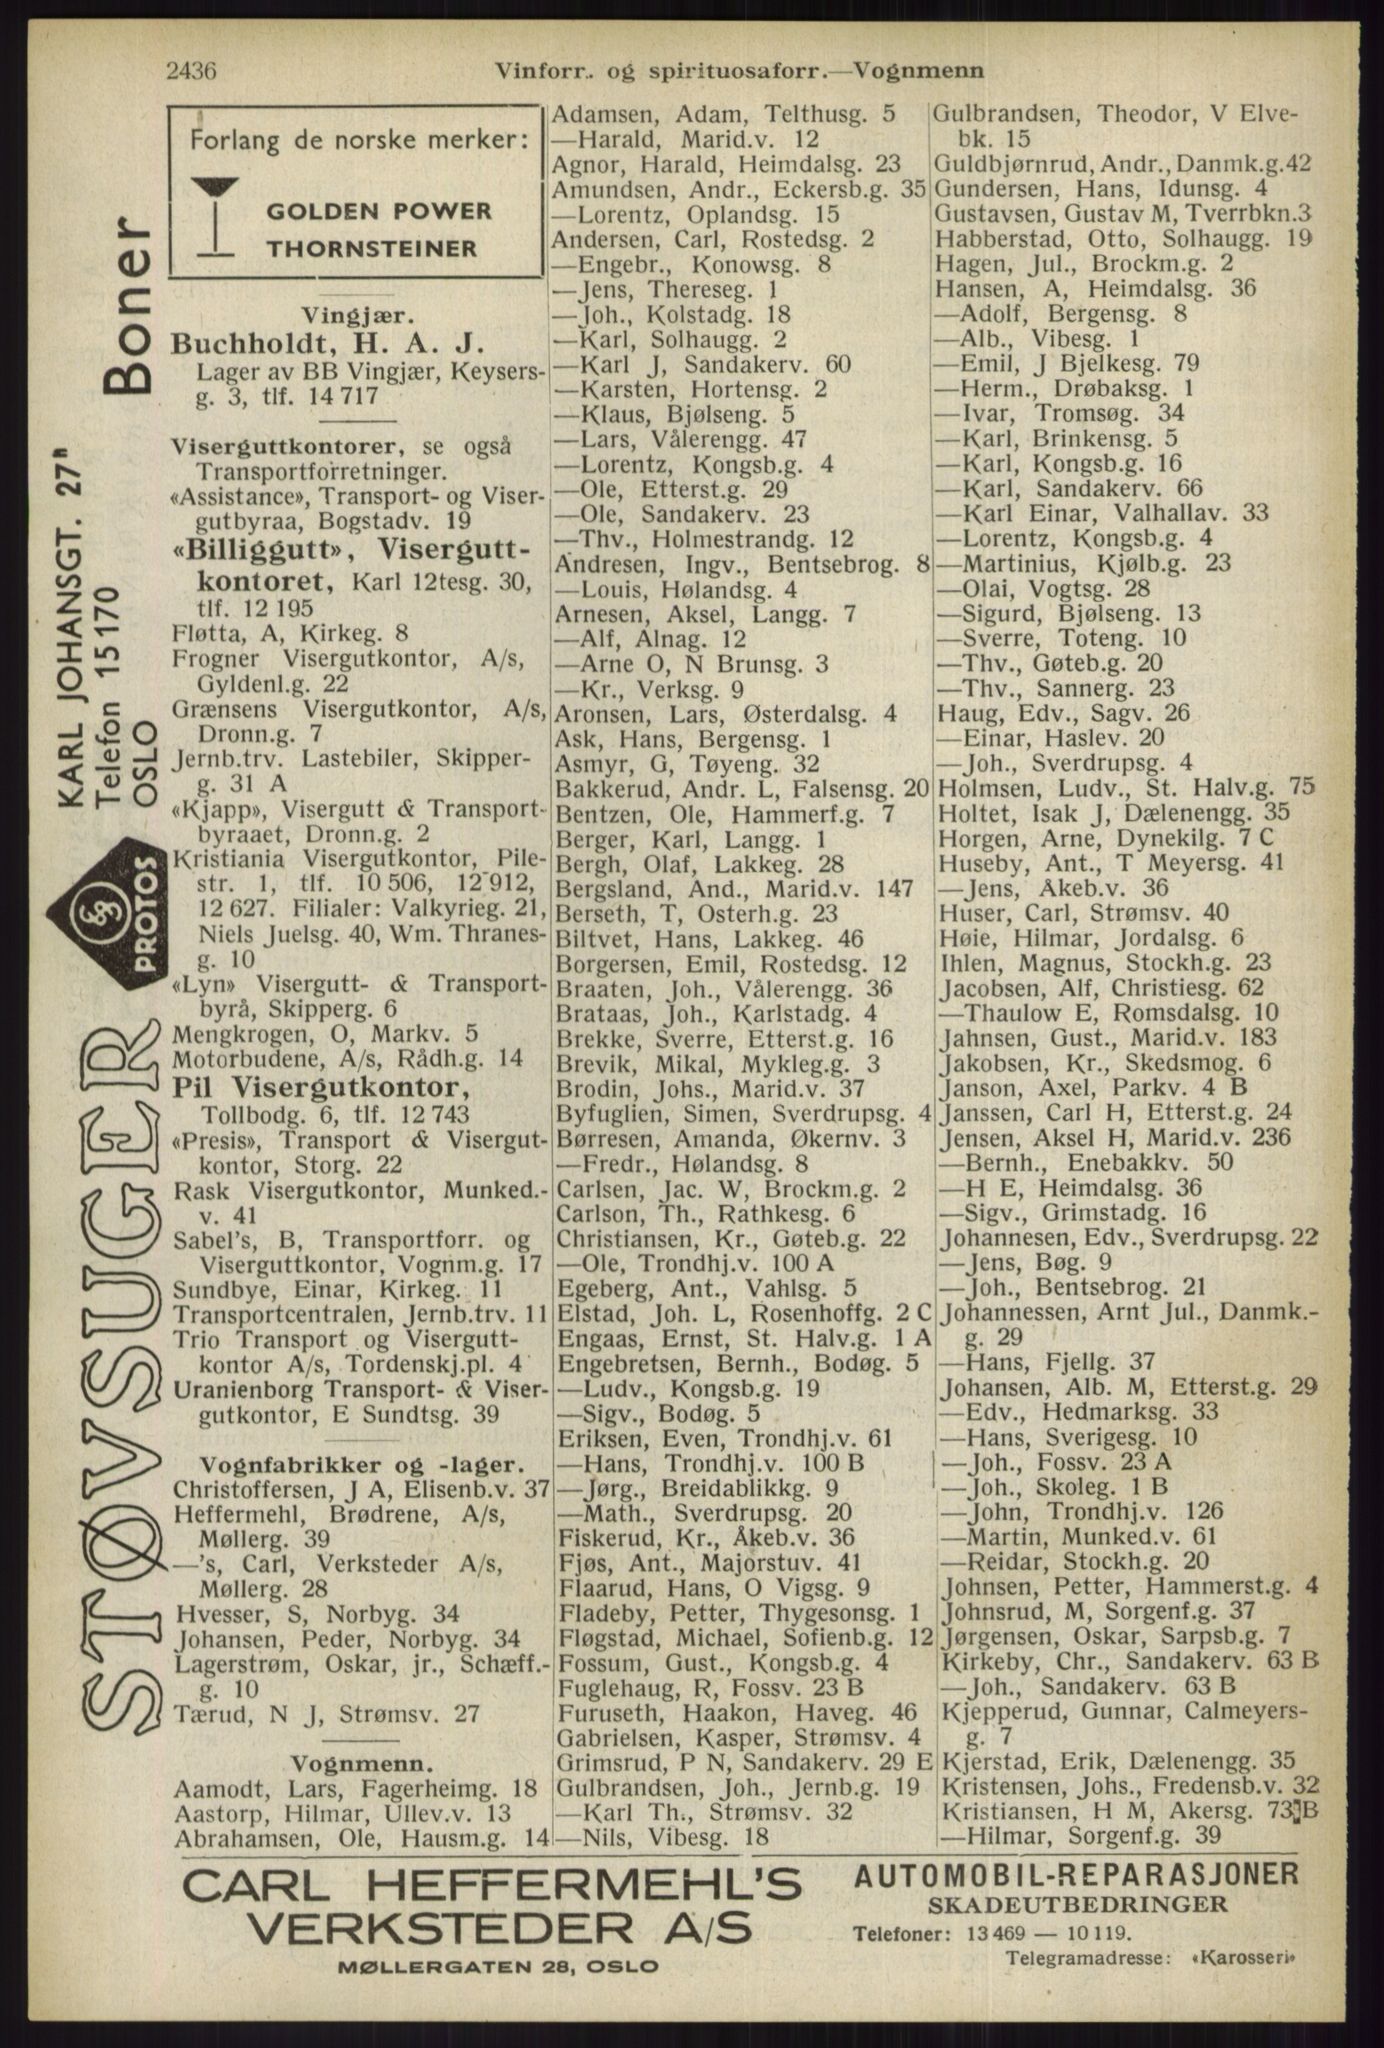 2436
Vinforr. og spirituosaforr.—Vognmenn
Boner
KARL JOHANSGT. 27ᴵᴵ
Telefon 15170
OSLO
PROTOS
STØVSUGER
Forlang de norske merker:
GOLDEN POWER
THORNSTEINER
Vingjær.
Buchholdt, H. A. J.
Lager av BB Vingjær, Keysers-
g. 3, tlf. 14 717
Viserguttkontorer, se også
Transportforretninger.
«Assistance», Transport- og Viser-
gutbyraa, Bogstadv. 19
«Billiggutt», Visergutt-
kontoret, Karl 12tesg. 30,
tlf. 12 195
Fløtta, A, Kirkeg. 8
Frogner Visergutkontor, A/s,
Gyldenl.g. 22
Grænsens Visergutkontor, A/s,
Dronn.g. 7
Jernb.trv. Lastebiler, Skipper-
g. 31 A
«Kjapp», Visergutt & Transport-
byraaet, Dronn.g. 2
Kristiania Visergutkontor, Pile-
str. 1, tlf. 10 506, 12 912,
12 627. Filialer: Valkyrieg. 21,
Niels Juelsg. 40, Wm. Thranes-
g. 10
«Lyn» Visergutt- & Transport-
byrå, Skipperg. 6
Mengkrogen, O, Markv. 5
Motorbudene, A/s, Rådh.g. 14
Pil Visergutkontor,
Tollbodg. 6, tlf. 12 743
«Presis», Transport & Visergut-
kontor, Storg. 22
Rask Visergutkontor, Munked.-
v. 41
Sabel's, B, Transportforr. og
Viserguttkontor, Vognm.g. 17
Sundbye, Einar, Kirkeg. 11
Transportcentralen, Jernb.trv. 11
Trio Transport og Visergutt-
kontor A/s, Tordenskj.pl. 4
Uranienborg Transport- & Viser-
gutkontor, E Sundtsg. 39
Vognfabrikker og -lager.
Christoffersen, J A, Elisenb.v. 37
Heffermehl, Brødrene, A/s,
Møllerg. 39
—'s, Carl, Verksteder A/s,
Møllerg. 28
Hvesser, S, Norbyg. 34
Johansen, Peder, Norbyg. 34
Lagerstrøm, Oskar, jr., Schæff.-
g. 10
Tærud, N J, Strømsv. 27
Vognmenn.
Aamodt, Lars, Fagerheimg. 18
Aastorp, Hilmar, Ullev.v. 13
Abrahamsen, Ole, Hausm.g. 14
Adamsen, Adam, Telthusg. 5
—Harald, Marid.v. 12
Agnor, Harald, Heimdalsg. 23
Amundsen, Andr., Eckersb.g. 35
—Lorentz, Oplandsg. 15
Andersen, Carl, Rostedsg. 2
—Engebr., Konowsg. 8
—Jens, Thereseg. 1
—Joh., Kolstadg. 18
—Karl, Solhaugg. 2
—Karl J, Sandakerv. 60
—Karsten, Hortensg. 2
—Klaus, Bjølseng. 5
—Lars, Vålerengg. 47
—Lorentz, Kongsb.g. 4
—Ole, Etterst.g. 29
—Ole, Sandakerv. 23
—Thv., Holmestrandg. 12
Andresen, Ingv., Bentsebrog. 8
—Louis, Hølandsg. 4
Arnesen, Aksel, Langg. 7
—Alf, Alnag. 12
—Arne O, N Brunsg. 3
—Kr., Verksg. 9
Aronsen, Lars, Østerdalsg. 4
Ask, Hans, Bergensg. 1
Asmyr, G, Tøyeng. 32
Bakkerud, Andr. L, Falsensg. 20
Bentzen, Ole, Hammerf.g. 7
Berger, Karl, Langg. 1
Bergh, Olaf, Lakkeg. 28
Bergsland, And., Marid.v. 147
Berseth, T, Osterh.g. 23
Biltvet, Hans, Lakkeg. 46
Borgersen, Emil, Rostedsg. 12
Braaten, Joh., Vålerengg. 36
Brataas, Joh., Karlstadg. 4
Brekke, Sverre, Etterst.g. 16
Brevik, Mikal, Mykleg.g. 3
Brodin, Johs., Marid.v. 37
Byfuglien, Simen, Sverdrupsg. 4
Børresen, Amanda, Økernv. 3
—Fredr., Hølandsg. 8
Carlsen, Jac. W, Brockm.g. 2
Carlson, Th., Rathkesg. 6
Christiansen, Kr., Gøteb.g. 22
—Ole, Trondhj.v. 100 A
Egeberg, Ant., Vahlsg. 5
Elstad, Joh. L, Rosenhoffg. 2 C
Engaas, Ernst, St. Halv.g. 1 A
Engebretsen, Bernh., Bodøg. 5
—Ludv., Kongsb.g. 19
—Sigv., Bodøg. 5
Eriksen, Even, Trondhj.v. 61
—Hans, Trondhj.v. 100 B
—Jørg., Breidablikkg. 9
—Math., Sverdrupsg. 20
Fiskerud, Kr., Åkeb.v. 36
Fjøs, Ant., Majorstuv. 41
Flaarud, Hans, O Vigsg. 9
Fladeby, Petter, Thygesonsg. 1
Fløgstad, Michael, Sofienb.g. 12
Fossum, Gust., Kongsb.g. 4
Fuglehaug, R, Fossv. 23 B
Furuseth, Haakon, Haveg. 46
Gabrielsen, Kasper, Strømsv. 4
Grimsrud, P N, Sandakerv. 29 E
Gulbrandsen, Joh., Jernb.g. 19
—Karl Th., Strømsv. 32
—Nils, Vibesg. 18
Gulbrandsen, Theodor, V Elve-
bk. 15
Guldbjørnrud, Andr., Danmk.g.42
Gundersen, Hans, Idunsg. 4
Gustavsen, Gustav M, Tverrbkn.3
Habberstad, Otto, Solhaugg. 19
Hagen, Jul., Brockm.g. 2
Hansen, A, Heimdalsg. 36
—Adolf, Bergensg. 8
—Alb., Vibesg. 1
—Emil, J Bjelkesg. 79
—Herm., Drøbaksg. 1
—Ivar, Tromsøg. 34
—Karl, Brinkensg. 5
—Karl, Kongsb.g. 16
—Karl, Sandakerv. 66
—Karl Einar, Valhallav. 33
—Lorentz, Kongsb.g. 4
—Martinius, Kjølb.g. 23
—Olai, Vogtsg. 28
—Sigurd, Bjølseng. 13
—Sverre, Toteng. 10
—Thv., Gøteb.g. 20
—Thv., Sannerg. 23
Haug, Edv., Sagv. 26
—Einar, Haslev. 20
—Joh., Sverdrupsg. 4
Holmsen, Ludv., St. Halv.g. 75
Holtet, Isak J, Dælenengg. 35
Horgen, Arne, Dynekilg. 7 C
Huseby, Ant., T Meyersg. 41
—Jens, Åkeb.v. 36
Huser, Carl, Strømsv. 40
Høie, Hilmar, Jordalsg. 6
Ihlen, Magnus, Stockh.g. 23
Jacobsen, Alf, Christiesg. 62
—Thaulow E, Romsdalsg. 10
Jahnsen, Gust., Marid.v. 183
Jakobsen, Kr., Skedsmog. 6
Janson, Axel, Parkv. 4 B
Janssen, Carl H, Etterst.g. 24
Jensen, Aksel H, Marid.v. 236
—Bernh., Enebakkv. 50
—H E, Heimdalsg. 36
—Sigv., Grimstadg. 16
Johannesen, Edv., Sverdrupsg. 22
—Jens, Bøg. 9
—Joh., Bentsebrog. 21
Johannessen, Arnt Jul., Danmk.-
g. 29
—Hans, Fjellg. 37
Johansen, Alb. M, Etterst.g. 29
—Edv., Hedmarksg. 33
—Hans, Sverigesg. 10
—Joh., Fossv. 23 A
—Joh., Skoleg. 1 B
—John, Trondhj.v. 126
—Martin, Munked.v. 61
—Reidar, Stockh.g. 20
Johnsen, Petter, Hammerst.g. 4
Johnsrud, M, Sorgenf.g. 37
Jørgensen, Oskar, Sarpsb.g. 7
Kirkeby, Chr., Sandakerv. 63 B
—Joh., Sandakerv. 63 B
Kjepperud, Gunnar, Calmeyers-
g. 7
Kjerstad, Erik, Dælenengg. 35
Kristensen, Johs., Fredensb.v. 32
Kristiansen, H M, Akersg. 73 B
—Hilmar, Sorgenf.g. 39
CARL HEFFERMEHL'S
VERKSTEDER A/S
MØLLERGATEN 28, OSLO
AUTOMOBIL-REPARASJONER
SKADEUTBEDRINGER
Telefoner: 13 469 — 10 119.
Telegramadresse: «Karosseri»